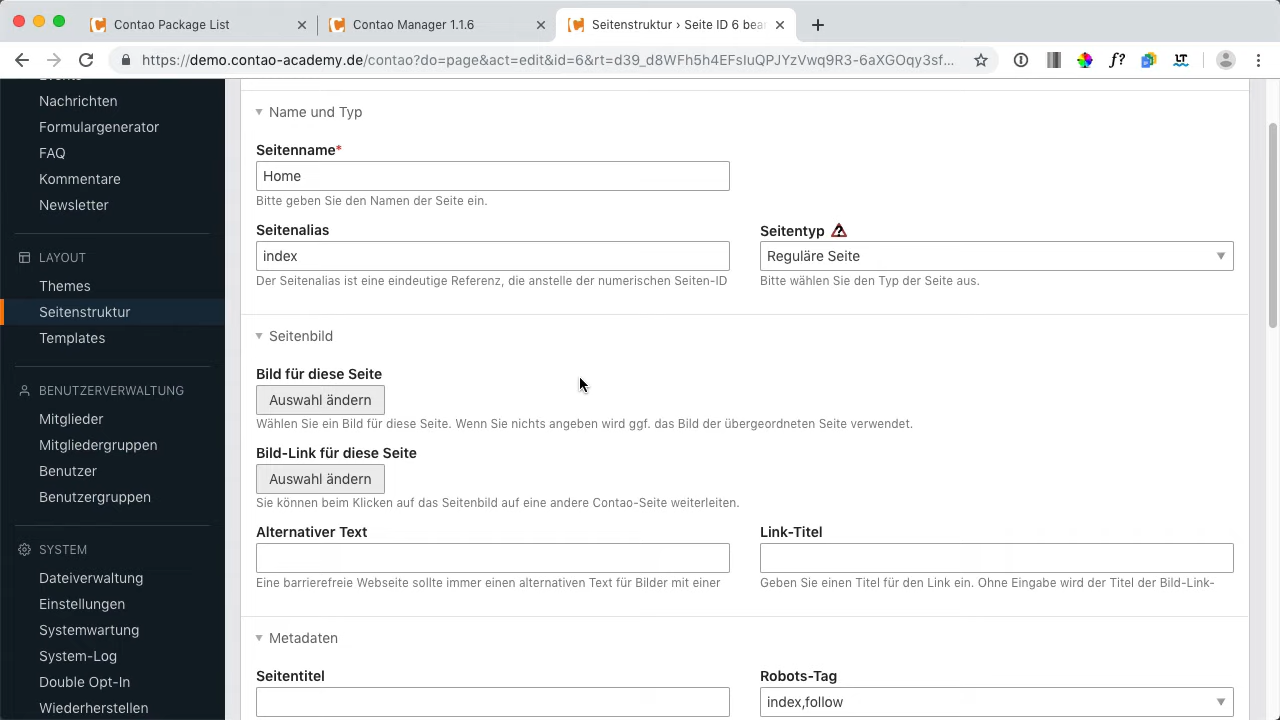 Contao Package List
Contao Manager 1.1.6
Seitenstruktur › Seite ID 6 bear
https://demo.contao-academy.de/contao?do=page&act=edit&id=6&rt=d39_d8WFh5h4EFsIuQPJYzVwq9R3-6aXGOqy3sf...
f?
LT
Events
Nachrichten
Formulargenerator
FAQ
Kommentare
Newsletter
LAYOUT
Themes
Seitenstruktur
Templates
BENUTZERVERWALTUNG
Mitglieder
Mitgliedergruppen
Benutzer
Benutzergruppen
SYSTEM
Dateiverwaltung
Einstellungen
Systemwartung
System-Log
Double Opt-In
Wiederherstellen
Name und Typ
Seitenname*
Home
Bitte geben Sie den Namen der Seite ein.
Seitenalias
index
Der Seitenalias ist eine eindeutige Referenz, die anstelle der numerischen Seiten-ID
Seitentyp
Reguläre Seite
Bitte wählen Sie den Typ der Seite aus.
Seitenbild
Bild für diese Seite
Auswahl ändern
Wählen Sie ein Bild für diese Seite. Wenn Sie nichts angeben wird ggf. das Bild der übergeordneten Seite verwendet.
Bild-Link für diese Seite
Auswahl ändern
Sie können beim Klicken auf das Seitenbild auf eine andere Contao-Seite weiterleiten.
Alternativer Text
Eine barrierefreie Webseite sollte immer einen alternativen Text für Bilder mit einer
Link-Titel
Geben Sie einen Titel für den Link ein. Ohne Eingabe wird der Titel der Bild-Link-
Metadaten
Seitentitel
Robots-Tag
index,follow